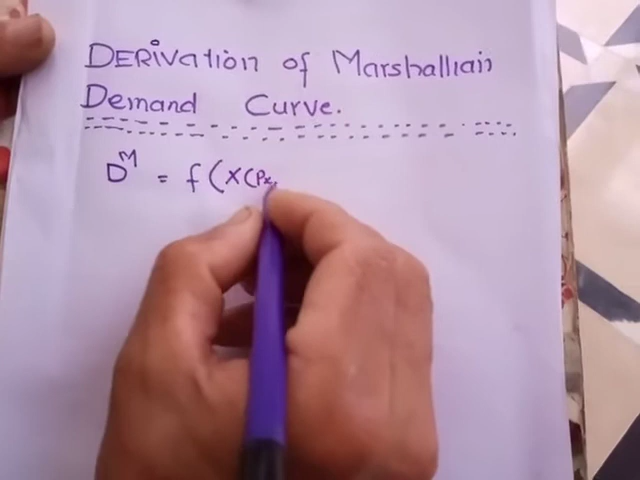 DERivation of Marshallian
Demand Curve.
D^M = f (X(Px,